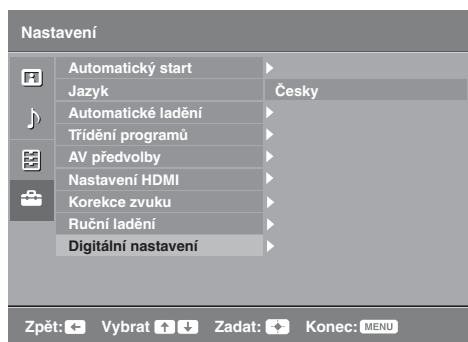 Nastavení
Automatický start
Jazyk Česky
Automatické ladění
Třídění programů
AV předvolby
Nastavení HDMI
Korekce zvuku
Ruční ladění
Digitální nastavení
Zpět: Vybrat Zadat: Konec: MENU